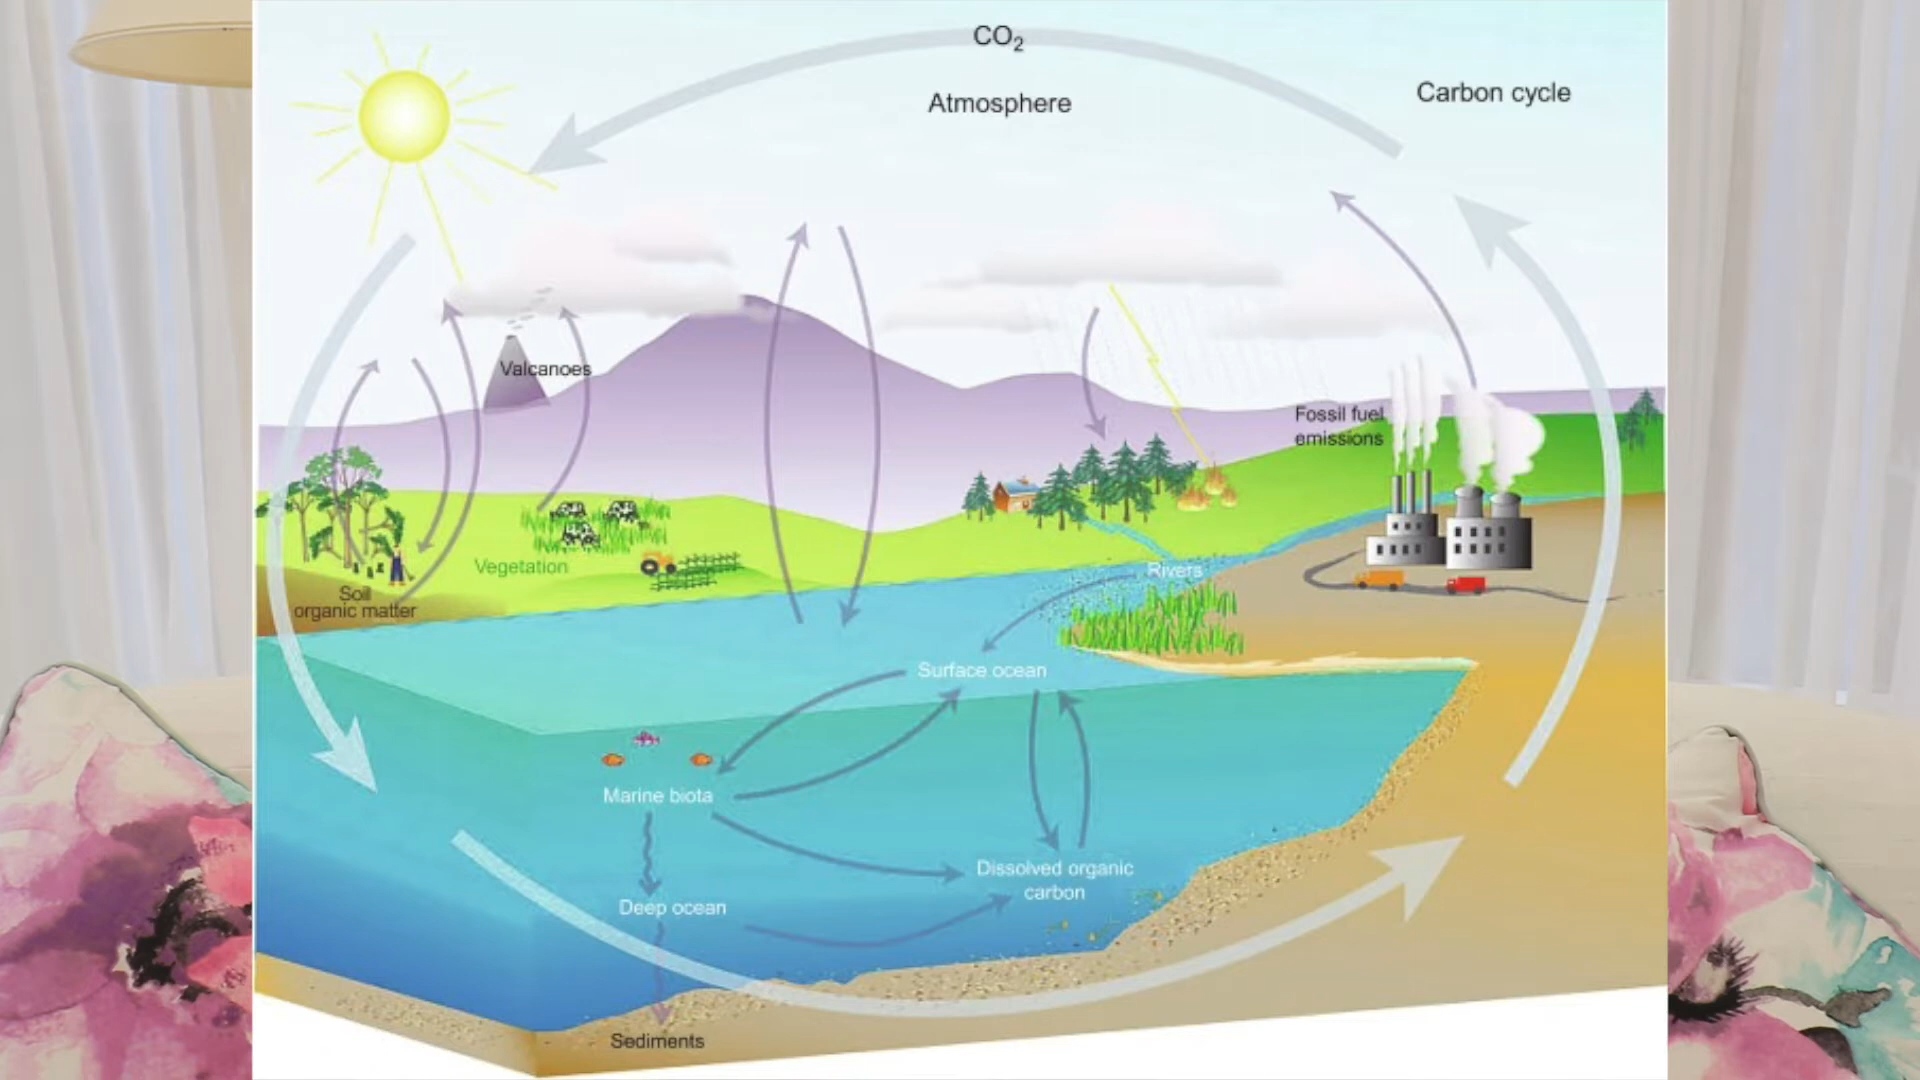 CO₂
Atmosphere
Carbon cycle
Valcanoes
Fossil fuel
emissions
Vegetation
Rivers
Soil
organic matter
Surface ocean
Marine biota
Dissolved organic
carbon
Deep ocean
Sediments